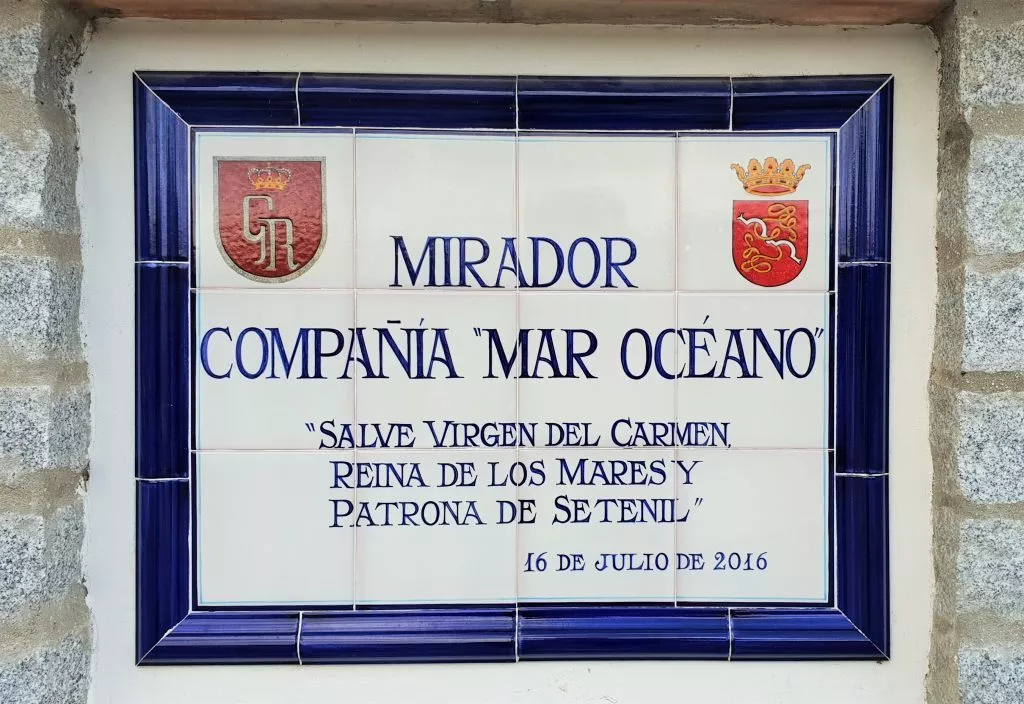 GR
MIRADOR
COMPAÑÍA "MAR OCÉANO"
"SALVE VIRGEN DEL CARMEN,
REINA DE LOS MARES Y
PATRONA DE SETENIL"
16 DE JULIO DE 2016